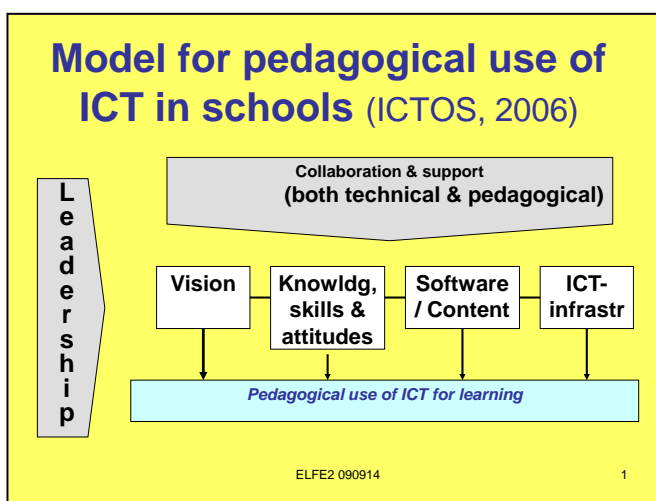 Model for pedagogical use of
ICT in schools (ICTOS, 2006)
Leadership
Collaboration & support
(both technical & pedagogical)
Vision
Knowldg,
skills &
attitudes
Software
/ Content
ICT-
infrastr
Pedagogical use of ICT for learning
ELFE2 090914
1